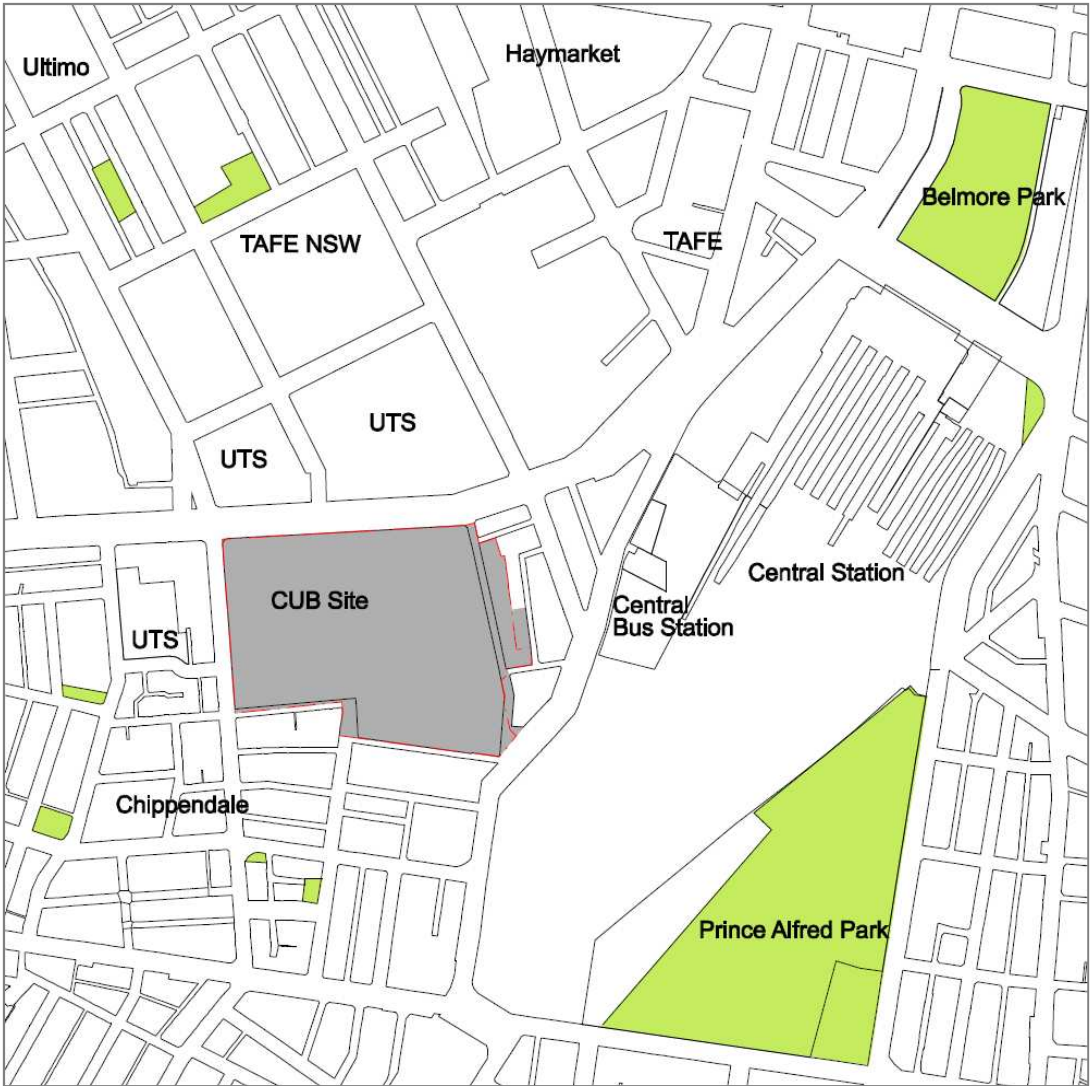 Haymarket
Ultimo
Belmore Park
TAFE NSW
TAFE
UTS
UTS
Central Station
CUB Site
Central
Bus Station
UTS
Chippendale
Prince Alfred Park